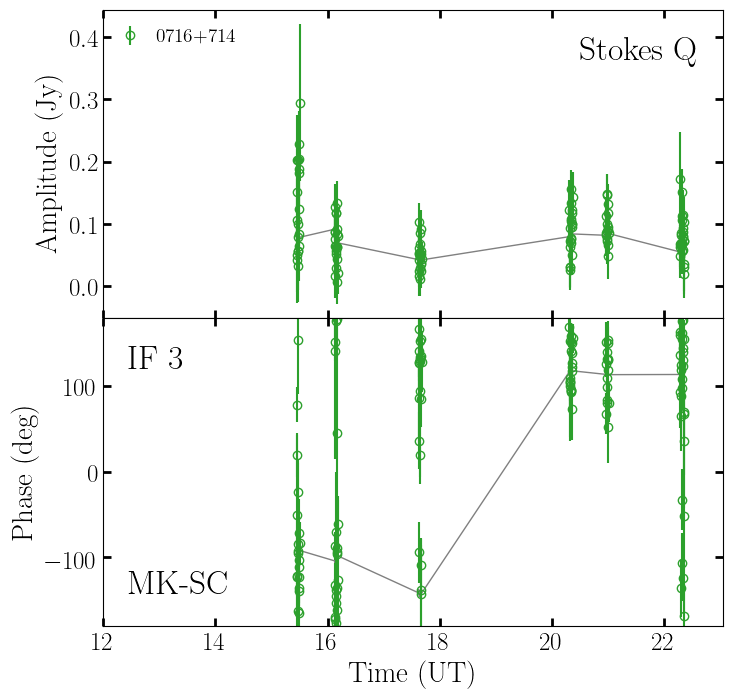 0716+714
Stokes Q
0.4
0.3
0.2
0.1
0.0
Amplitude (Jy)
IF 3
100
0
−100
Phase (deg)
MK-SC
12 14 16 18 20 22
Time (UT)